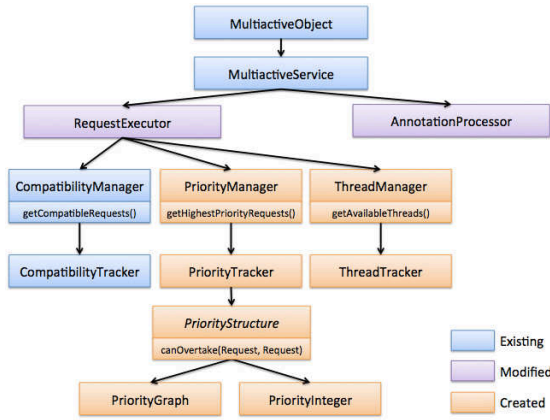 MultiactiveObject
MultiactiveService
RequestExecutor
AnnotationProcessor
CompatibilityManager
getCompatibleRequests()
PriorityManager
getHighestPriorityRequests()
ThreadManager
getAvailableThreads()
CompatibilityTracker
PriorityTracker
ThreadTracker
PriorityStructure
canOvertake(Request, Request)
PriorityGraph
PriorityInteger
Existing
Modified
Created